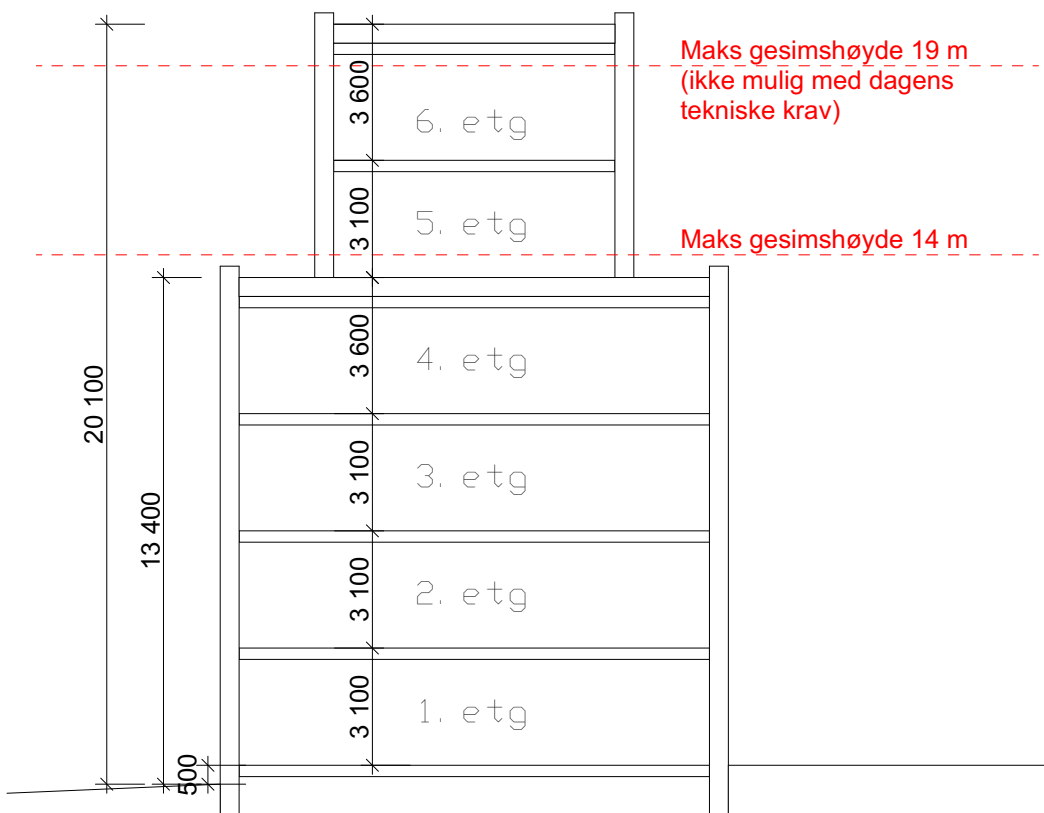 Maks gesimshøyde 19 m
(ikke mulig med dagens
tekniske krav)
3 600
6. etg
3 100
5. etg
Maks gesimshøyde 14 m
3 600
4. etg
20 100
3 100
3. etg
13 400
3 100
2. etg
3 100
1. etg
500